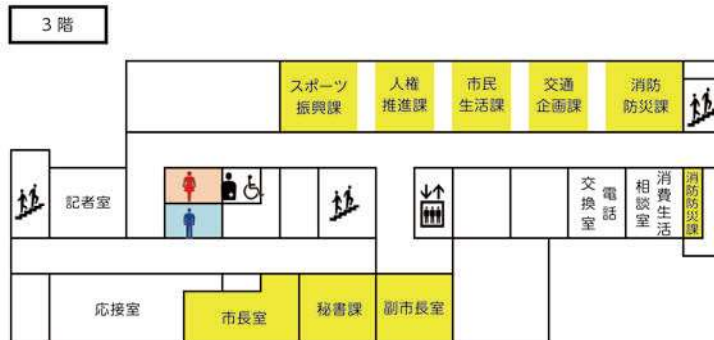 3階
スポーツ
振興課
人権
推進課
市民
生活課
交通
企画課
消防
防災課
記者室
電話
交換室
消費生活
相談室
消防防災課
応接室
市長室
秘書課
副市長室